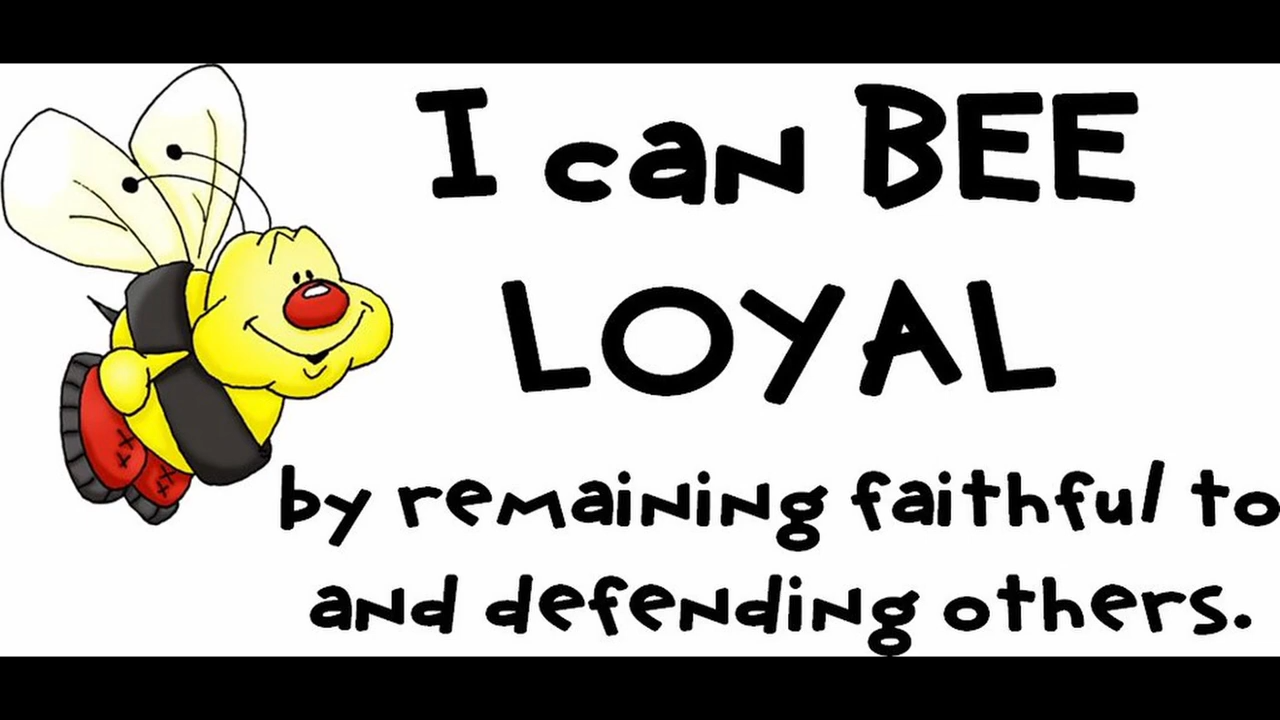 I can BEE
LOYAL
by remaining faithful to
and defending others.